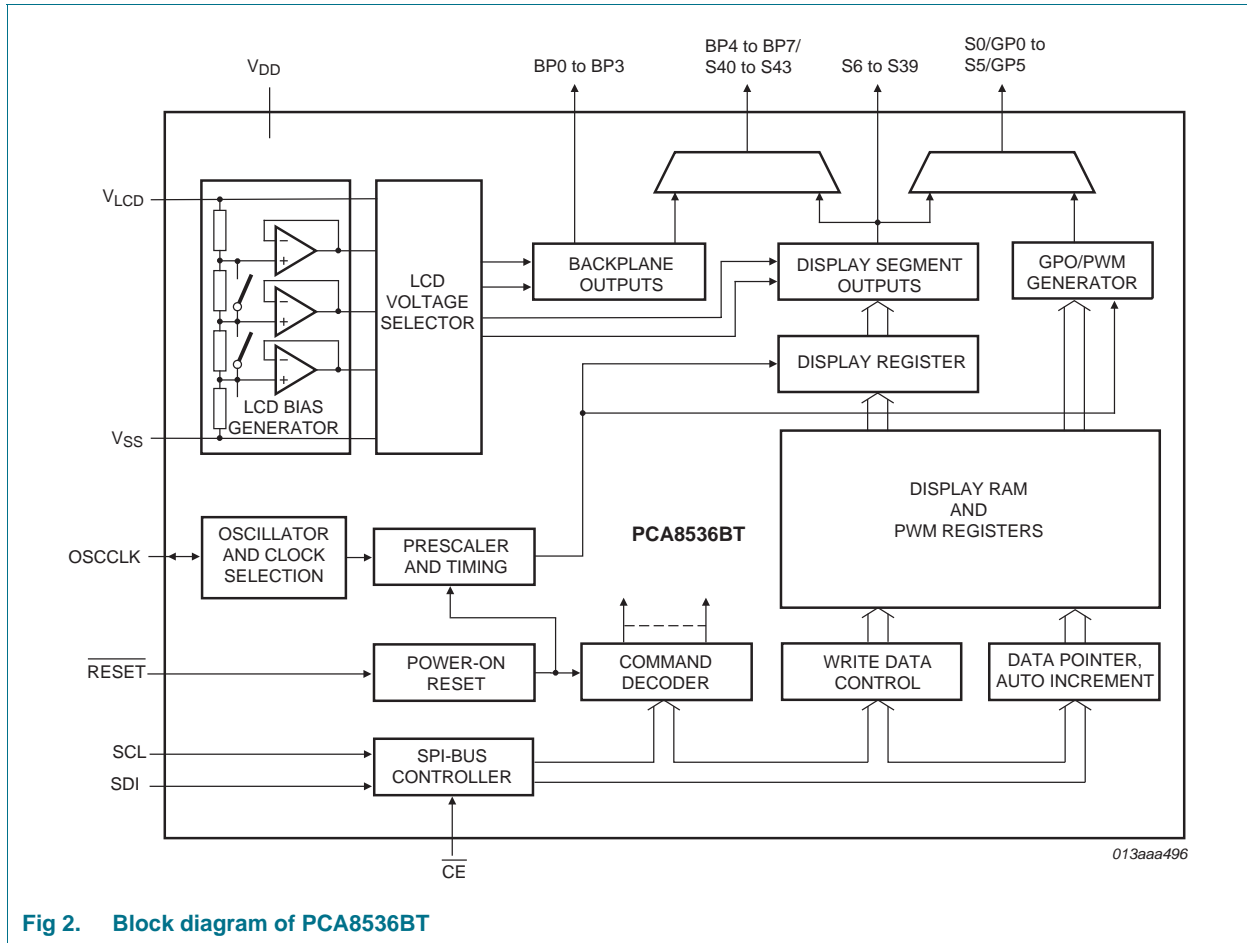 BP0 to BP3
BP4 to BP7/
S40 to S43
S6 to S39
S0/GP0 to
S5/GP5
VDD
VLCD
VSS
LCD BIAS
GENERATOR
LCD
VOLTAGE
SELECTOR
BACKPLANE
OUTPUTS
DISPLAY SEGMENT
OUTPUTS
GPO/PWM
GENERATOR
DISPLAY REGISTER
DISPLAY RAM
AND
PWM REGISTERS
PCA8536BT
OSCCLK
OSCILLATOR
AND CLOCK
SELECTION
PRESCALER
AND TIMING
RESET
POWER-ON
RESET
COMMAND
DECODER
WRITE DATA
CONTROL
DATA POINTER,
AUTO INCREMENT
SCL
SDI
SPI-BUS
CONTROLLER
CE
013aaa496
Fig 2. Block diagram of PCA8536BT